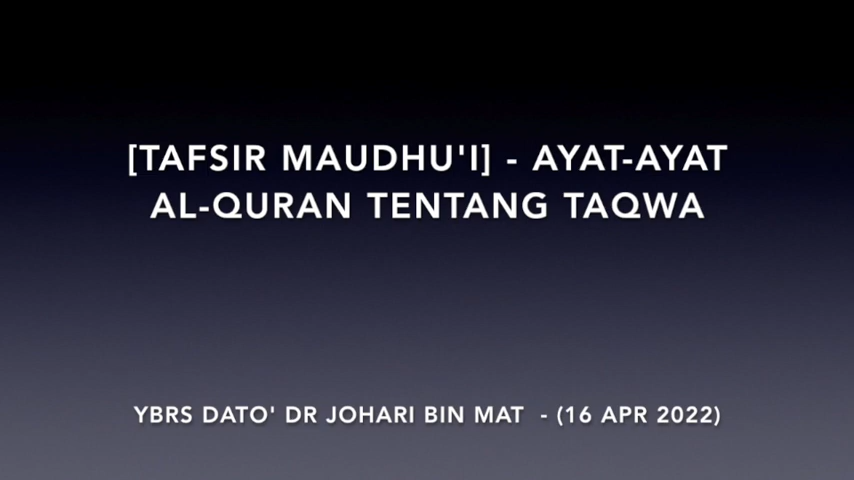 [TAFSIR MAUDHU'I] - AYAT-AYAT
AL-QURAN TENTANG TAQWA
YBRS DATO' DR JOHARI BIN MAT - (16 APR 2022)